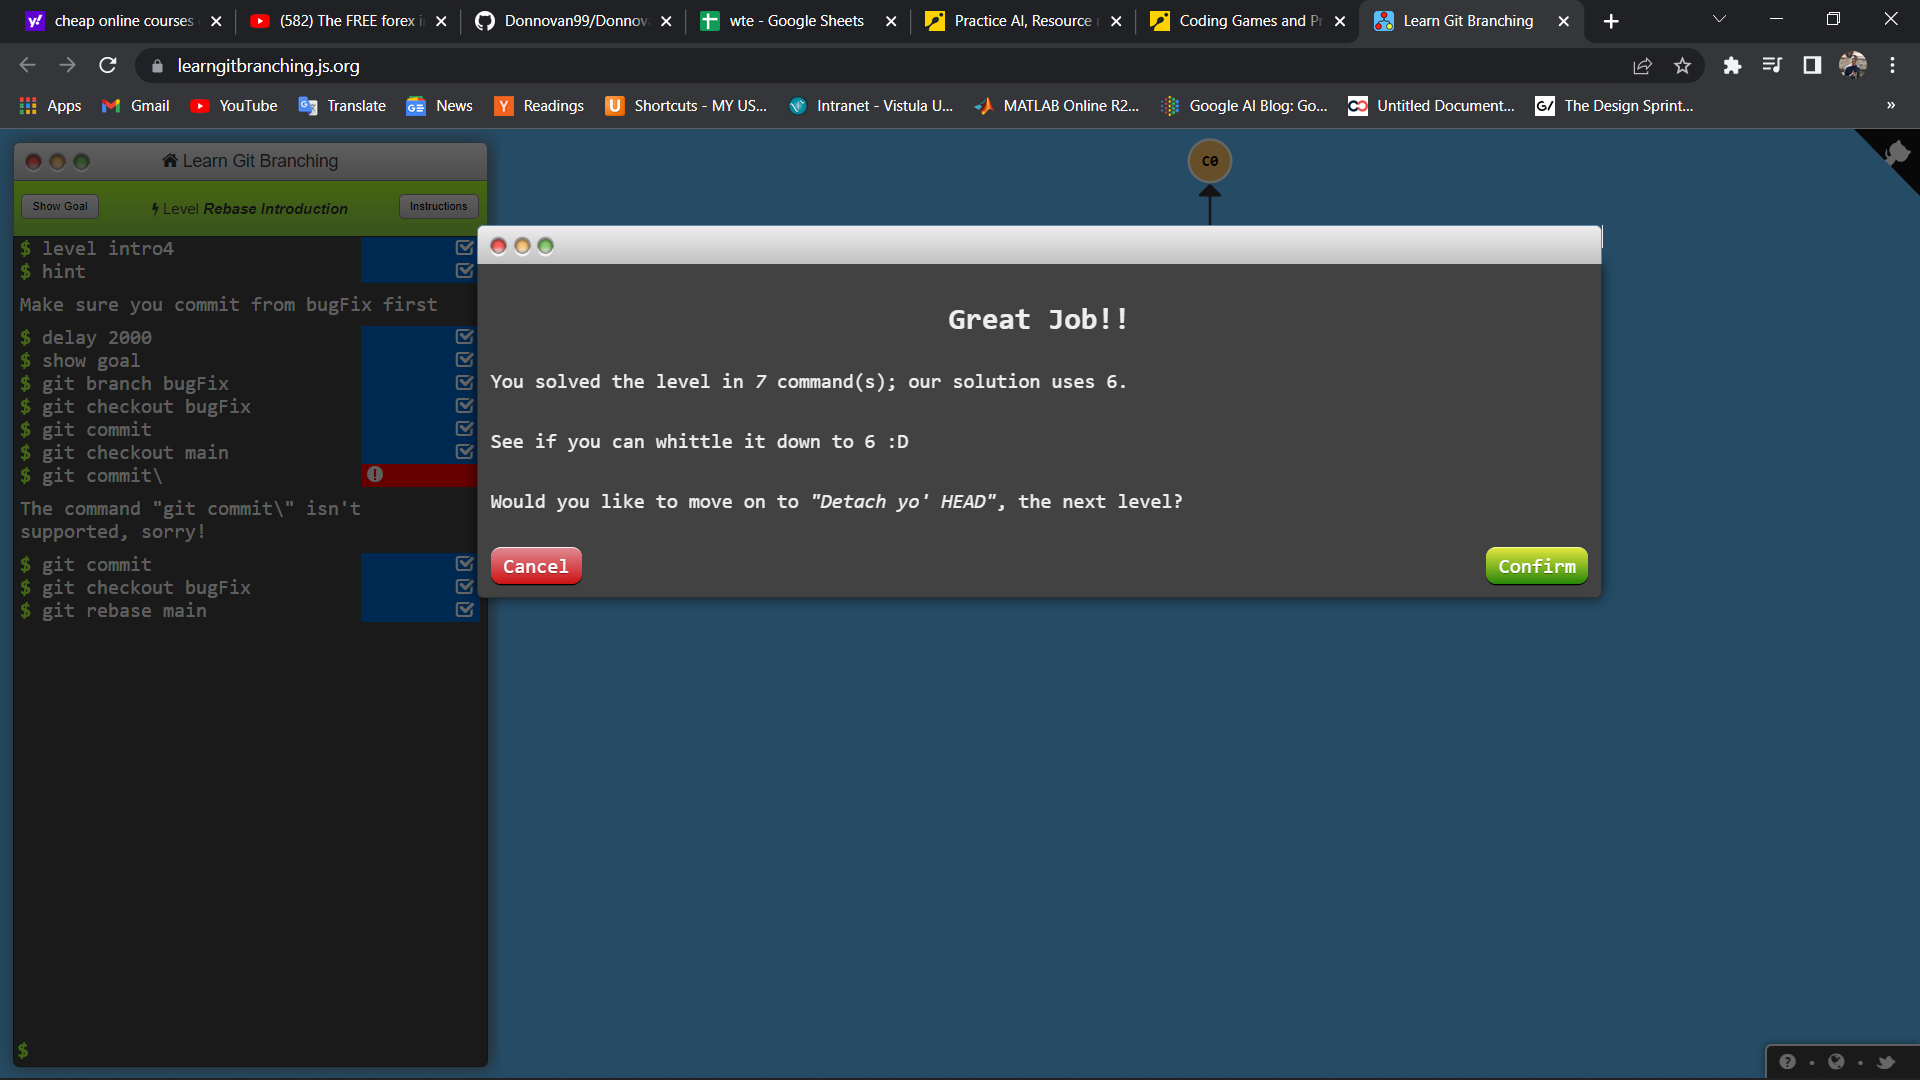 cheap online courses
(582) The FREE forex i
Donnovan99/Donnov
wte - Google Sheets
Practice AI, Resource
Coding Games and Pr
Learn Git Branching
learngitbranching.js.org
Apps
Gmail
YouTube
Translate
News
Readings
Shortcuts - MY US...
Intranet - Vistula U...
MATLAB Online R2...
Google AI Blog: Go...
Untitled Document...
The Design Sprint...
»
Learn Git Branching
Show Goal
Level Rebase Introduction
Instructions
$ level intro4
$ hint
Make sure you commit from bugFix first
$ delay 2000
$ show goal
$ git branch bugFix
$ git checkout bugFix
$ git commit
$ git checkout main
$ git commit\
The command "git commit\" isn't
supported, sorry!
$ git commit
$ git checkout bugFix
$ git rebase main
$
C0
Great Job!!
You solved the level in 7 command(s); our solution uses 6.
See if you can whittle it down to 6 :D
Would you like to move on to "Detach yo' HEAD", the next level?
Cancel
Confirm